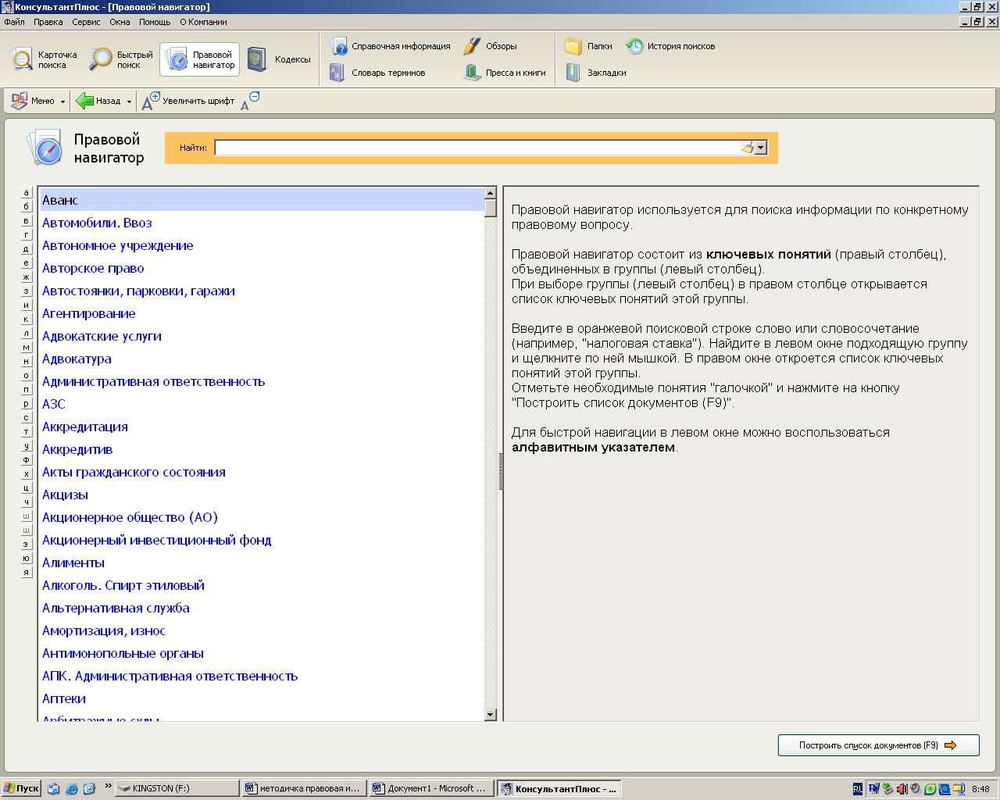 КонсультантПлюс - [Правовой навигатор]
Файл Правка Сервис Окна Помощь О Компании
Карточка поиска
Быстрый поиск
Правовой навигатор
Кодексы
Справочная информация
Словарь терминов
Обзоры
Пресса и книги
Папки
Закладки
История поисков
Меню Назад Увеличить шрифт
Правовой
навигатор
Найти:
а
б
в
г
д
е
ж
з
и
к
л
м
н
о
п
р
с
т
у
ф
х
ц
ч
ш
щ
э
ю
я
Аванс
Автомобили. Ввоз
Автономное учреждение
Авторское право
Автостоянки, парковки, гаражи
Агентирование
Адвокатские услуги
Адвокатура
Административная ответственность
АЗС
Аккредитация
Аккредитив
Акты гражданского состояния
Акцизы
Акционерное общество (АО)
Акционерный инвестиционный фонд
Алименты
Алкоголь. Спирт этиловый
Альтернативная служба
Амортизация, износ
Антимонопольные органы
АПК. Административная ответственность
Аптеки
Арбитражные суды
Правовой навигатор используется для поиска информации по конкретному
правовому вопросу.
Правовой навигатор состоит из ключевых понятий (правый столбец),
объединенных в группы (левый столбец).
При выборе группы (левый столбец) в правом столбце открывается
список ключевых понятий этой группы.
Введите в оранжевой поисковой строке слово или словосочетание
(например, "налоговая ставка"). Найдите в левом окне подходящую группу
и щелкните по ней мышкой. В правом окне откроется список ключевых
понятий этой группы.
Отметьте необходимые понятия "галочкой" и нажмите на кнопку
"Построить список документов (F9)".
Для быстрой навигации в левом окне можно воспользоваться
алфавитным указателем.
Построить список документов (F9)
Пуск
KINGSTON (F:)
методичка правовая и...
Документ1 - Microsoft ...
КонсультантПлюс - ...
RU
8:48